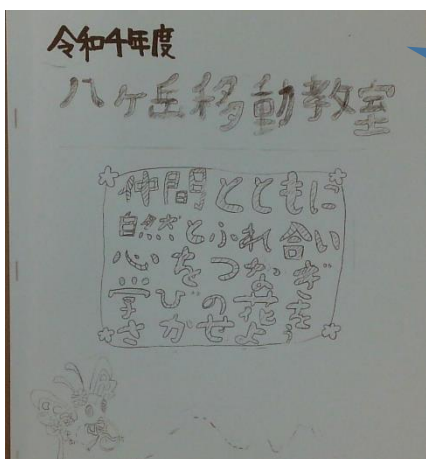 令和4年度
八ヶ岳移動教室
仲間とともに
自然とふれ合い
心をつなぎ
学びの花を
さかせよう